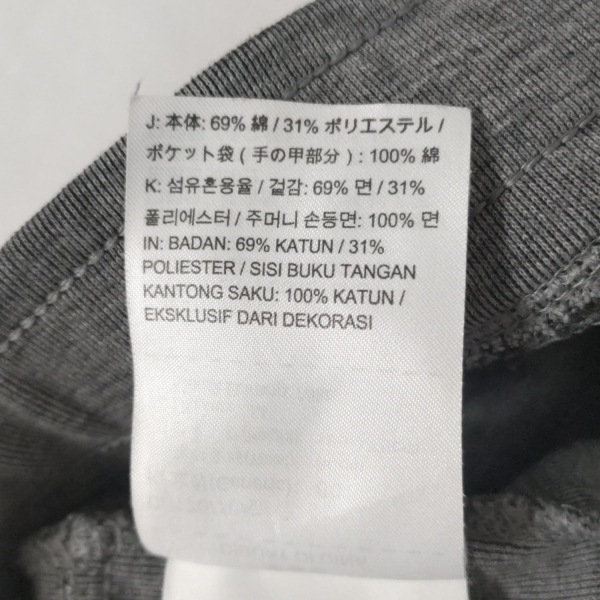 J: 本体: 69% 綿 / 31% ポリエステル /
ポケット袋 ( 手の甲部分 ) : 100% 綿
K: 섬유혼용율 / 겉감: 69% 면 / 31%
폴리에스터 / 주머니 손등면: 100% 면
IN: BADAN: 69% KATUN / 31%
POLIESTER / SISI BUKU TANGAN
KANTONG SAKU: 100% KATUN /
EKSKLUSIF DARI DEKORASI